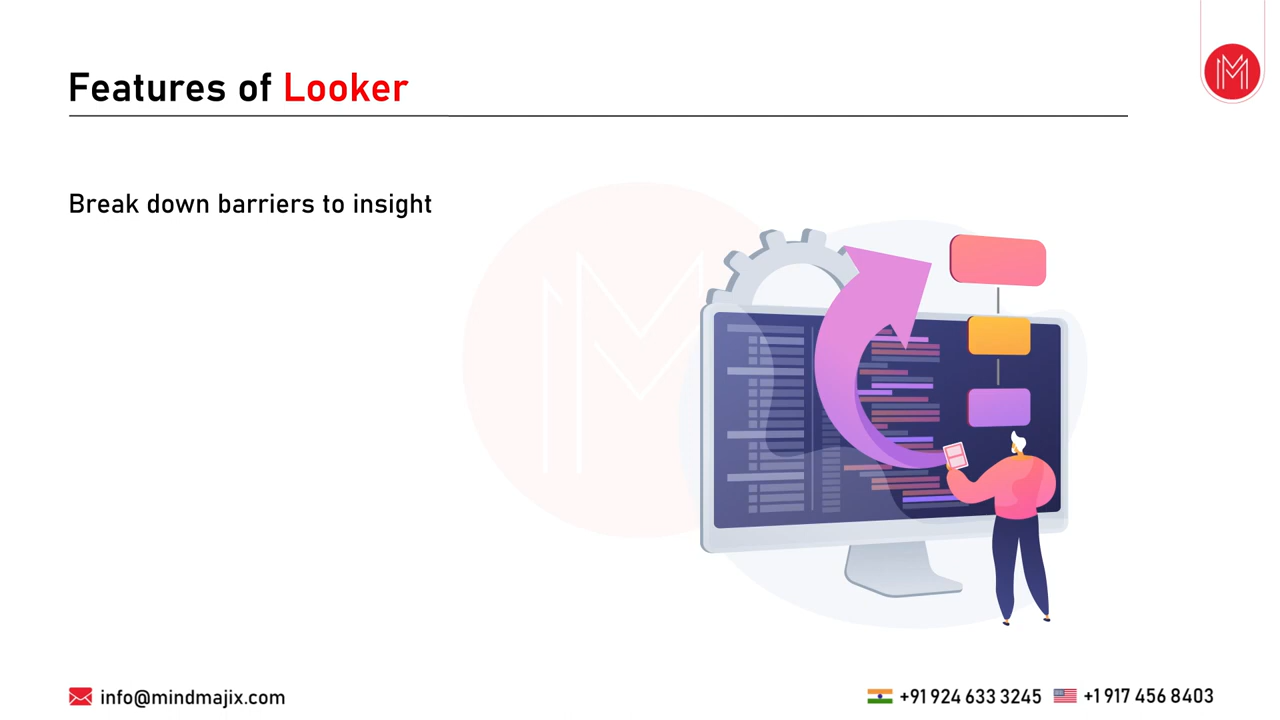 Features of Looker
Break down barriers to insight
info@mindmajix.com
+91 924 633 3245
+1 917 456 8403